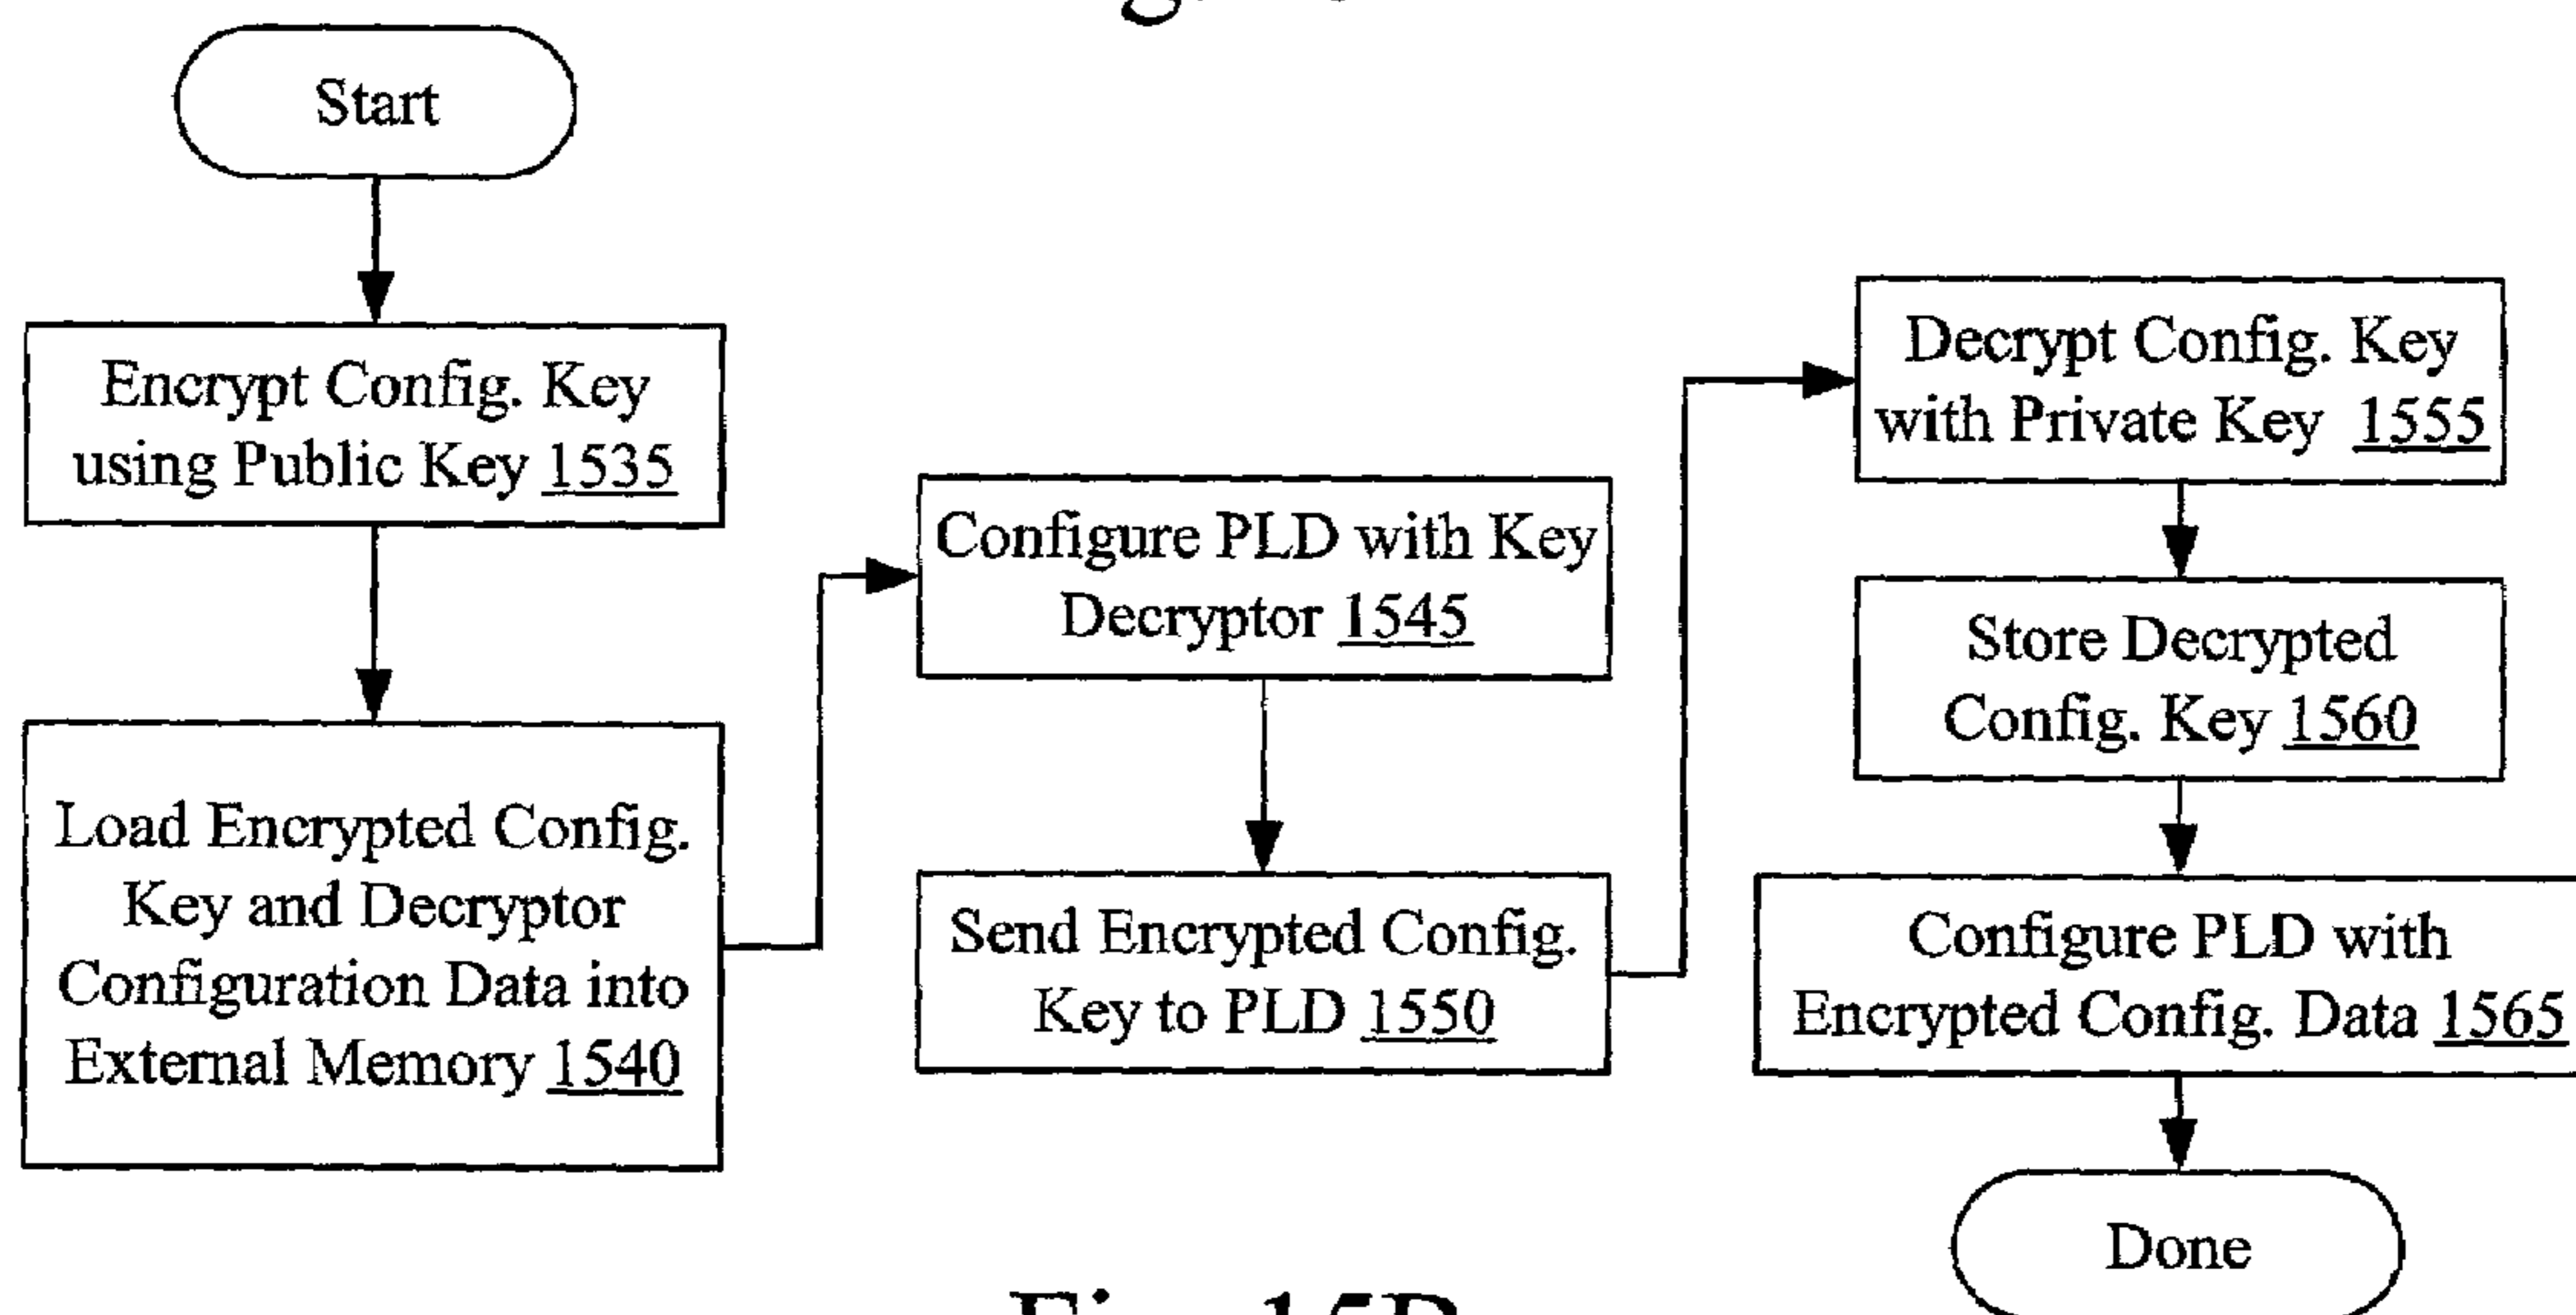 Start
Encrypt Config. Key
using Public Key 1535
Load Encrypted Config.
Key and Decryptor
Configuration Data into
External Memory 1540
Configure PLD with Key
Decryptor 1545
Send Encrypted Config.
Key to PLD 1550
Decrypt Config. Key
with Private Key 1555
Store Decrypted
Config. Key 1560
Configure PLD with
Encrypted Config. Data 1565
Done